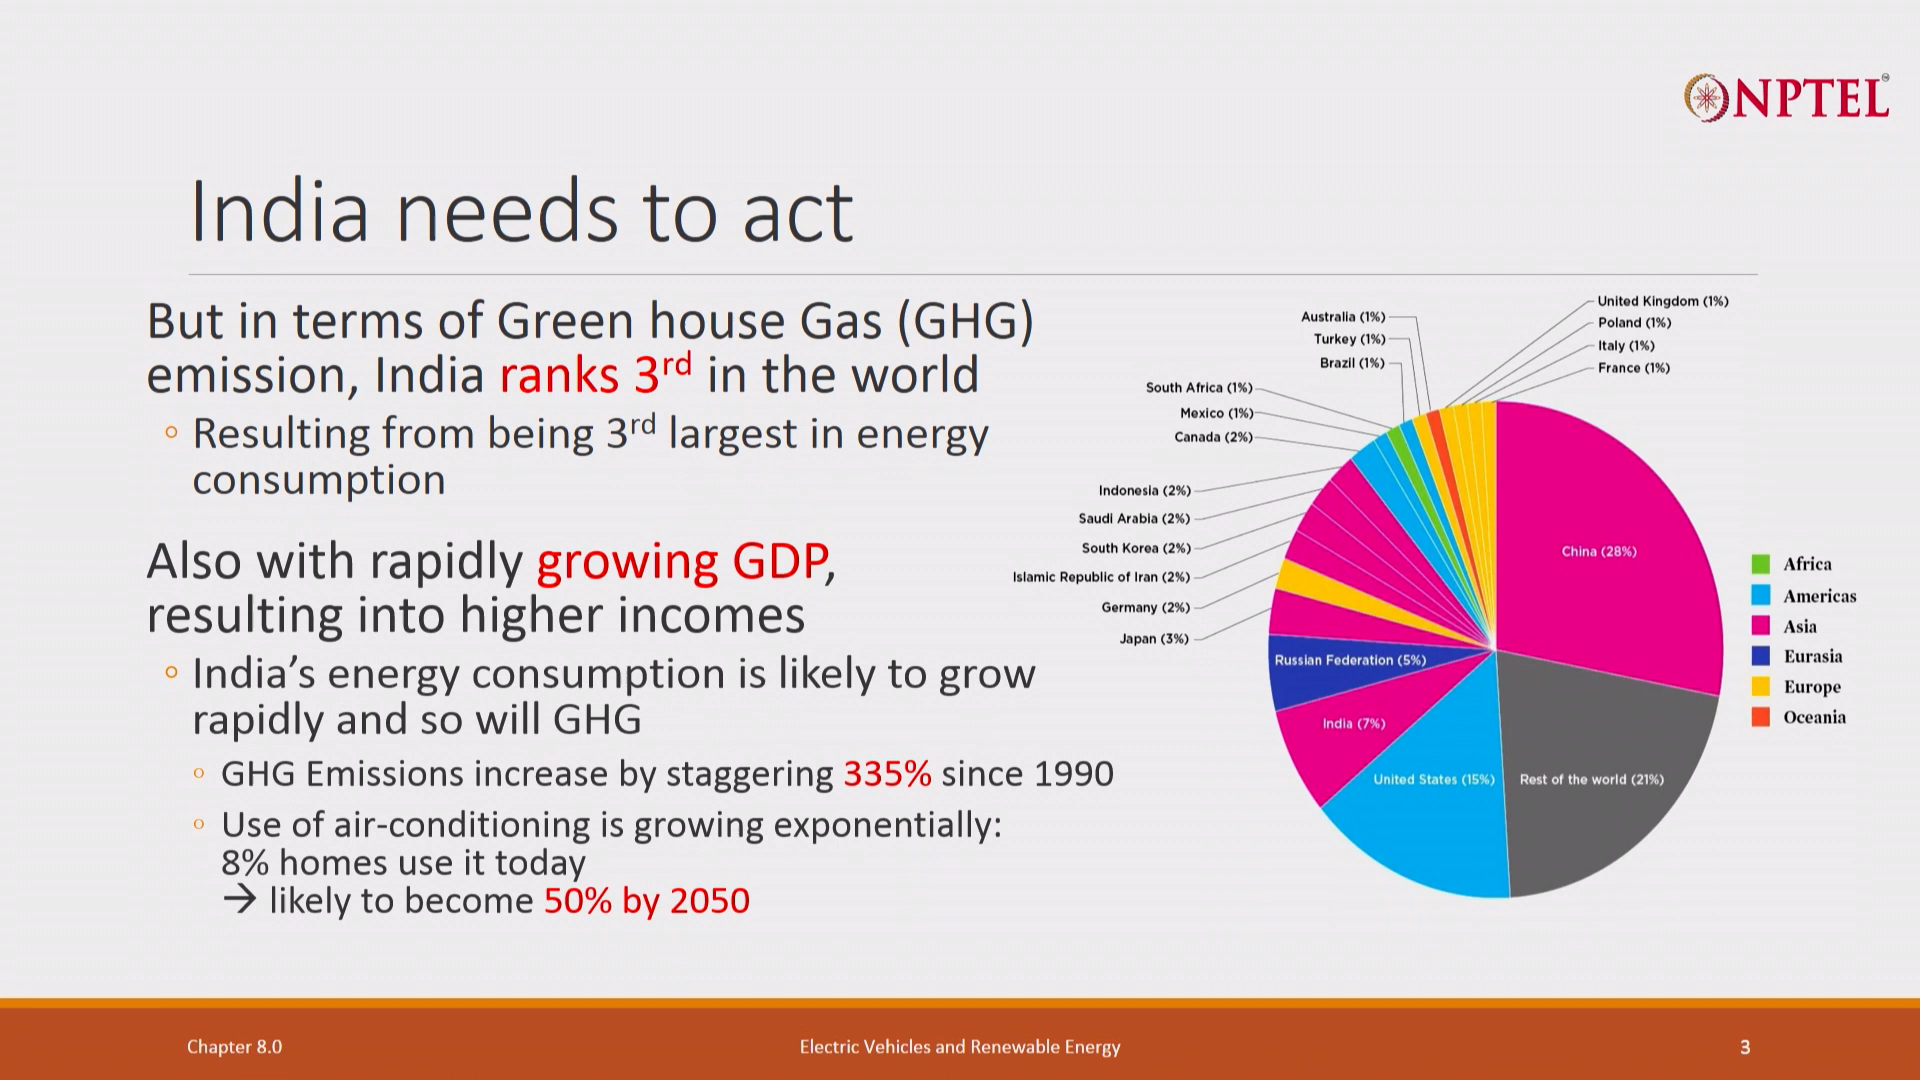 NPTEL
India needs to act
But in terms of Green house Gas (GHG)
emission, India ranks 3rd in the world
Resulting from being 3rd largest in energy
consumption
Also with rapidly growing GDP,
resulting into higher incomes
India’s energy consumption is likely to grow
rapidly and so will GHG
GHG Emissions increase by staggering 335% since 1990
Use of air-conditioning is growing exponentially:
8% homes use it today
→ likely to become 50% by 2050
United Kingdom (1%)
Poland (1%)
Italy (1%)
France (1%)
Australia (1%)
Turkey (1%)
Brazil (1%)
South Africa (1%)
Mexico (1%)
Canada (2%)
Indonesia (2%)
Saudi Arabia (2%)
South Korea (2%)
Islamic Republic of Iran (2%)
Germany (2%)
Japan (3%)
Russian Federation (5%)
India (7%)
United States (15%)
Rest of the world (21%)
China (28%)
Africa
Americas
Asia
Eurasia
Europe
Oceania
Chapter 8.0
Electric Vehicles and Renewable Energy
3